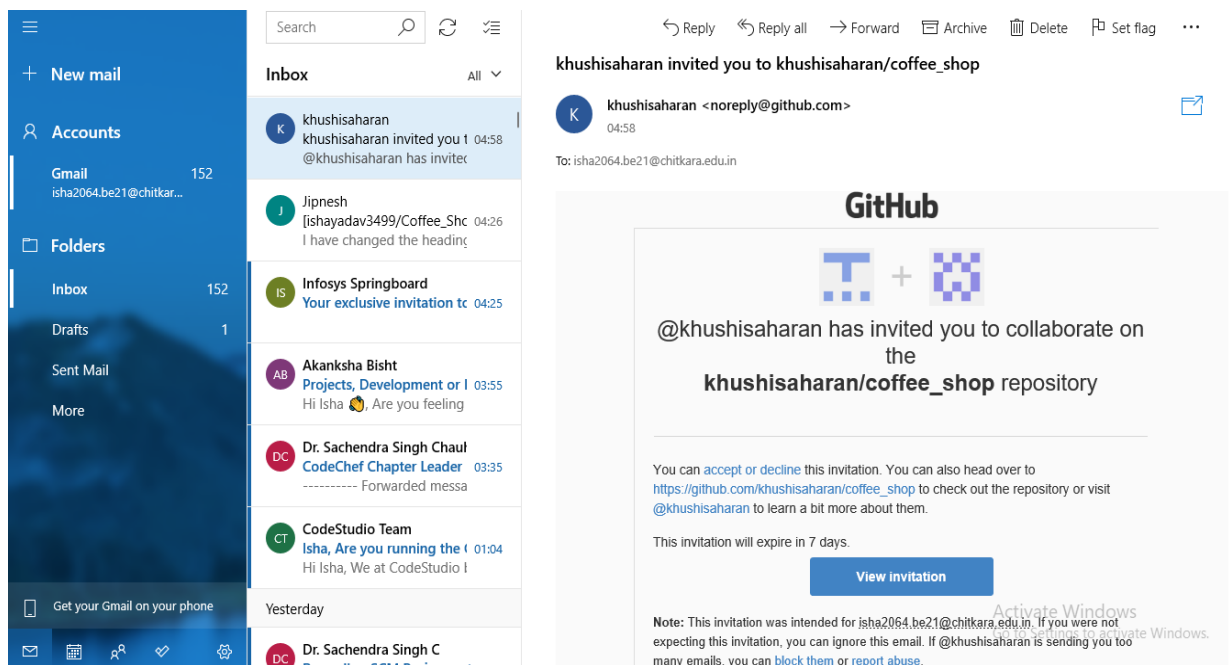 New mail
Accounts
Gmail 152
isha2064.be21@chitkar...
Folders
Inbox 152
Drafts 1
Sent Mail
More
Get your Gmail on your phone
Search
Inbox All
K khushisaharan
khushisaharan invited you t 04:58
@khushisaharan has invited
J Jipnesh
[ishayadav3499/Coffee_Shc 04:26
I have changed the heading
IS Infosys Springboard
Your exclusive invitation to 04:25
AB Akanksha Bisht
Projects, Development or I 03:55
Hi Isha 👏, Are you feeling
DC Dr. Sachendra Singh Chauh
CodeChef Chapter Leader 03:35
---------- Forwarded messa
CT CodeStudio Team
Isha, Are you running the C 01:04
Hi Isha, We at CodeStudio b
Yesterday
DC Dr. Sachendra Singh C
Reply Reply all Forward Archive Delete Set flag ...
khushisaharan invited you to khushisaharan/coffee_shop
K khushisaharan <noreply@github.com>
04:58
To: isha2064.be21@chitkara.edu.in
GitHub
+
@khushisaharan has invited you to collaborate on
the
khushisaharan/coffee_shop repository
You can accept or decline this invitation. You can also head over to
https://github.com/khushisaharan/coffee_shop to check out the repository or visit
@khushisaharan to learn a bit more about them.
This invitation will expire in 7 days.
View invitation
Note: This invitation was intended for isha2064.be21@chitkara.edu.in. If you were not
expecting this invitation, you can ignore this email. If @khushisaharan is sending you too
many emails, you can block them or report abuse.
Activate Windows
Go to Settings to activate Windows.